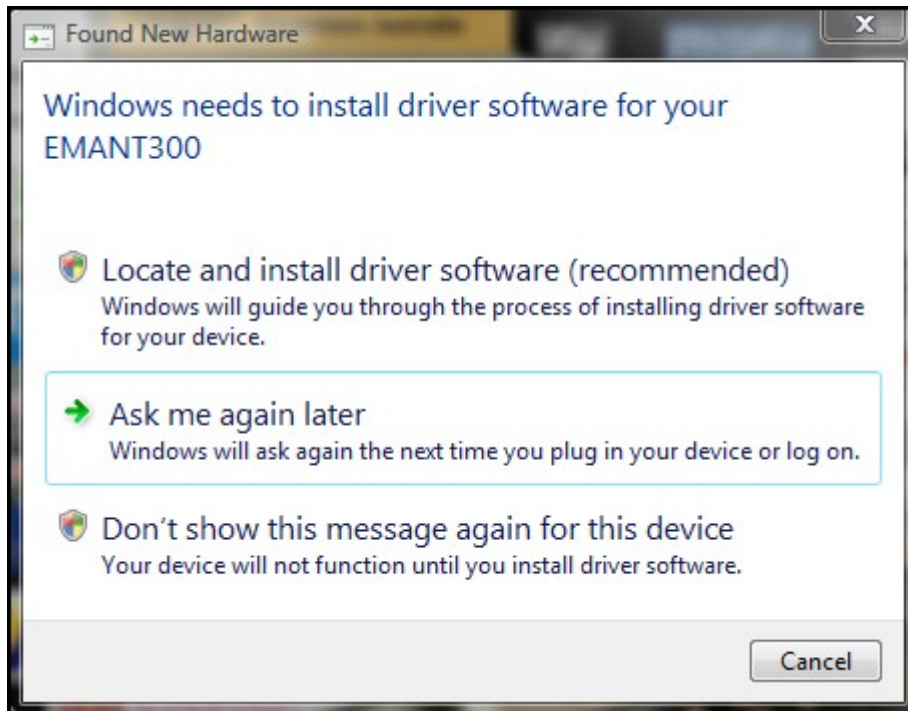 Found New Hardware
Windows needs to install driver software for your
EMANT300
Locate and install driver software (recommended)
Windows will guide you through the process of installing driver software
for your device.
Ask me again later
Windows will ask again the next time you plug in your device or log on.
Don't show this message again for this device
Your device will not function until you install driver software.
Cancel